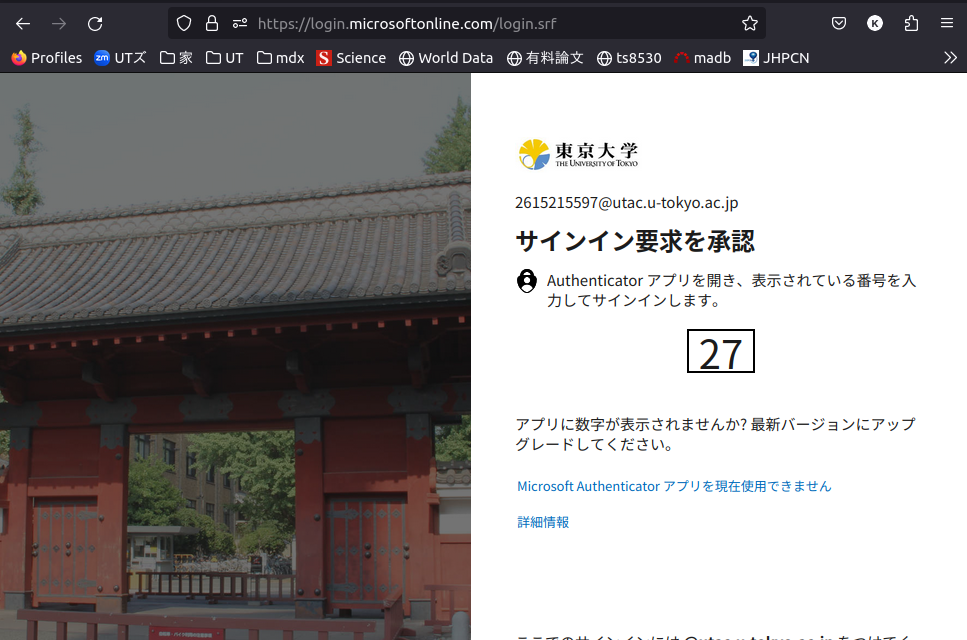 https://login.microsoftonline.com/login.srf
K
Profiles
zm UTズ
家
UT
mdx
S Science
World Data
有料論文
ts8530
madb
JHPCN
東京大学
THE UNIVERSITY OF TOKYO
2615215597@utac.u-tokyo.ac.jp
サインイン要求を承認
Authenticator アプリを開き、表示されている番号を入
力してサインインします。
27
アプリに数字が表示されませんか? 最新バージョンにアップ
グレードしてください。
Microsoft Authenticator アプリを現在使用できません
詳細情報